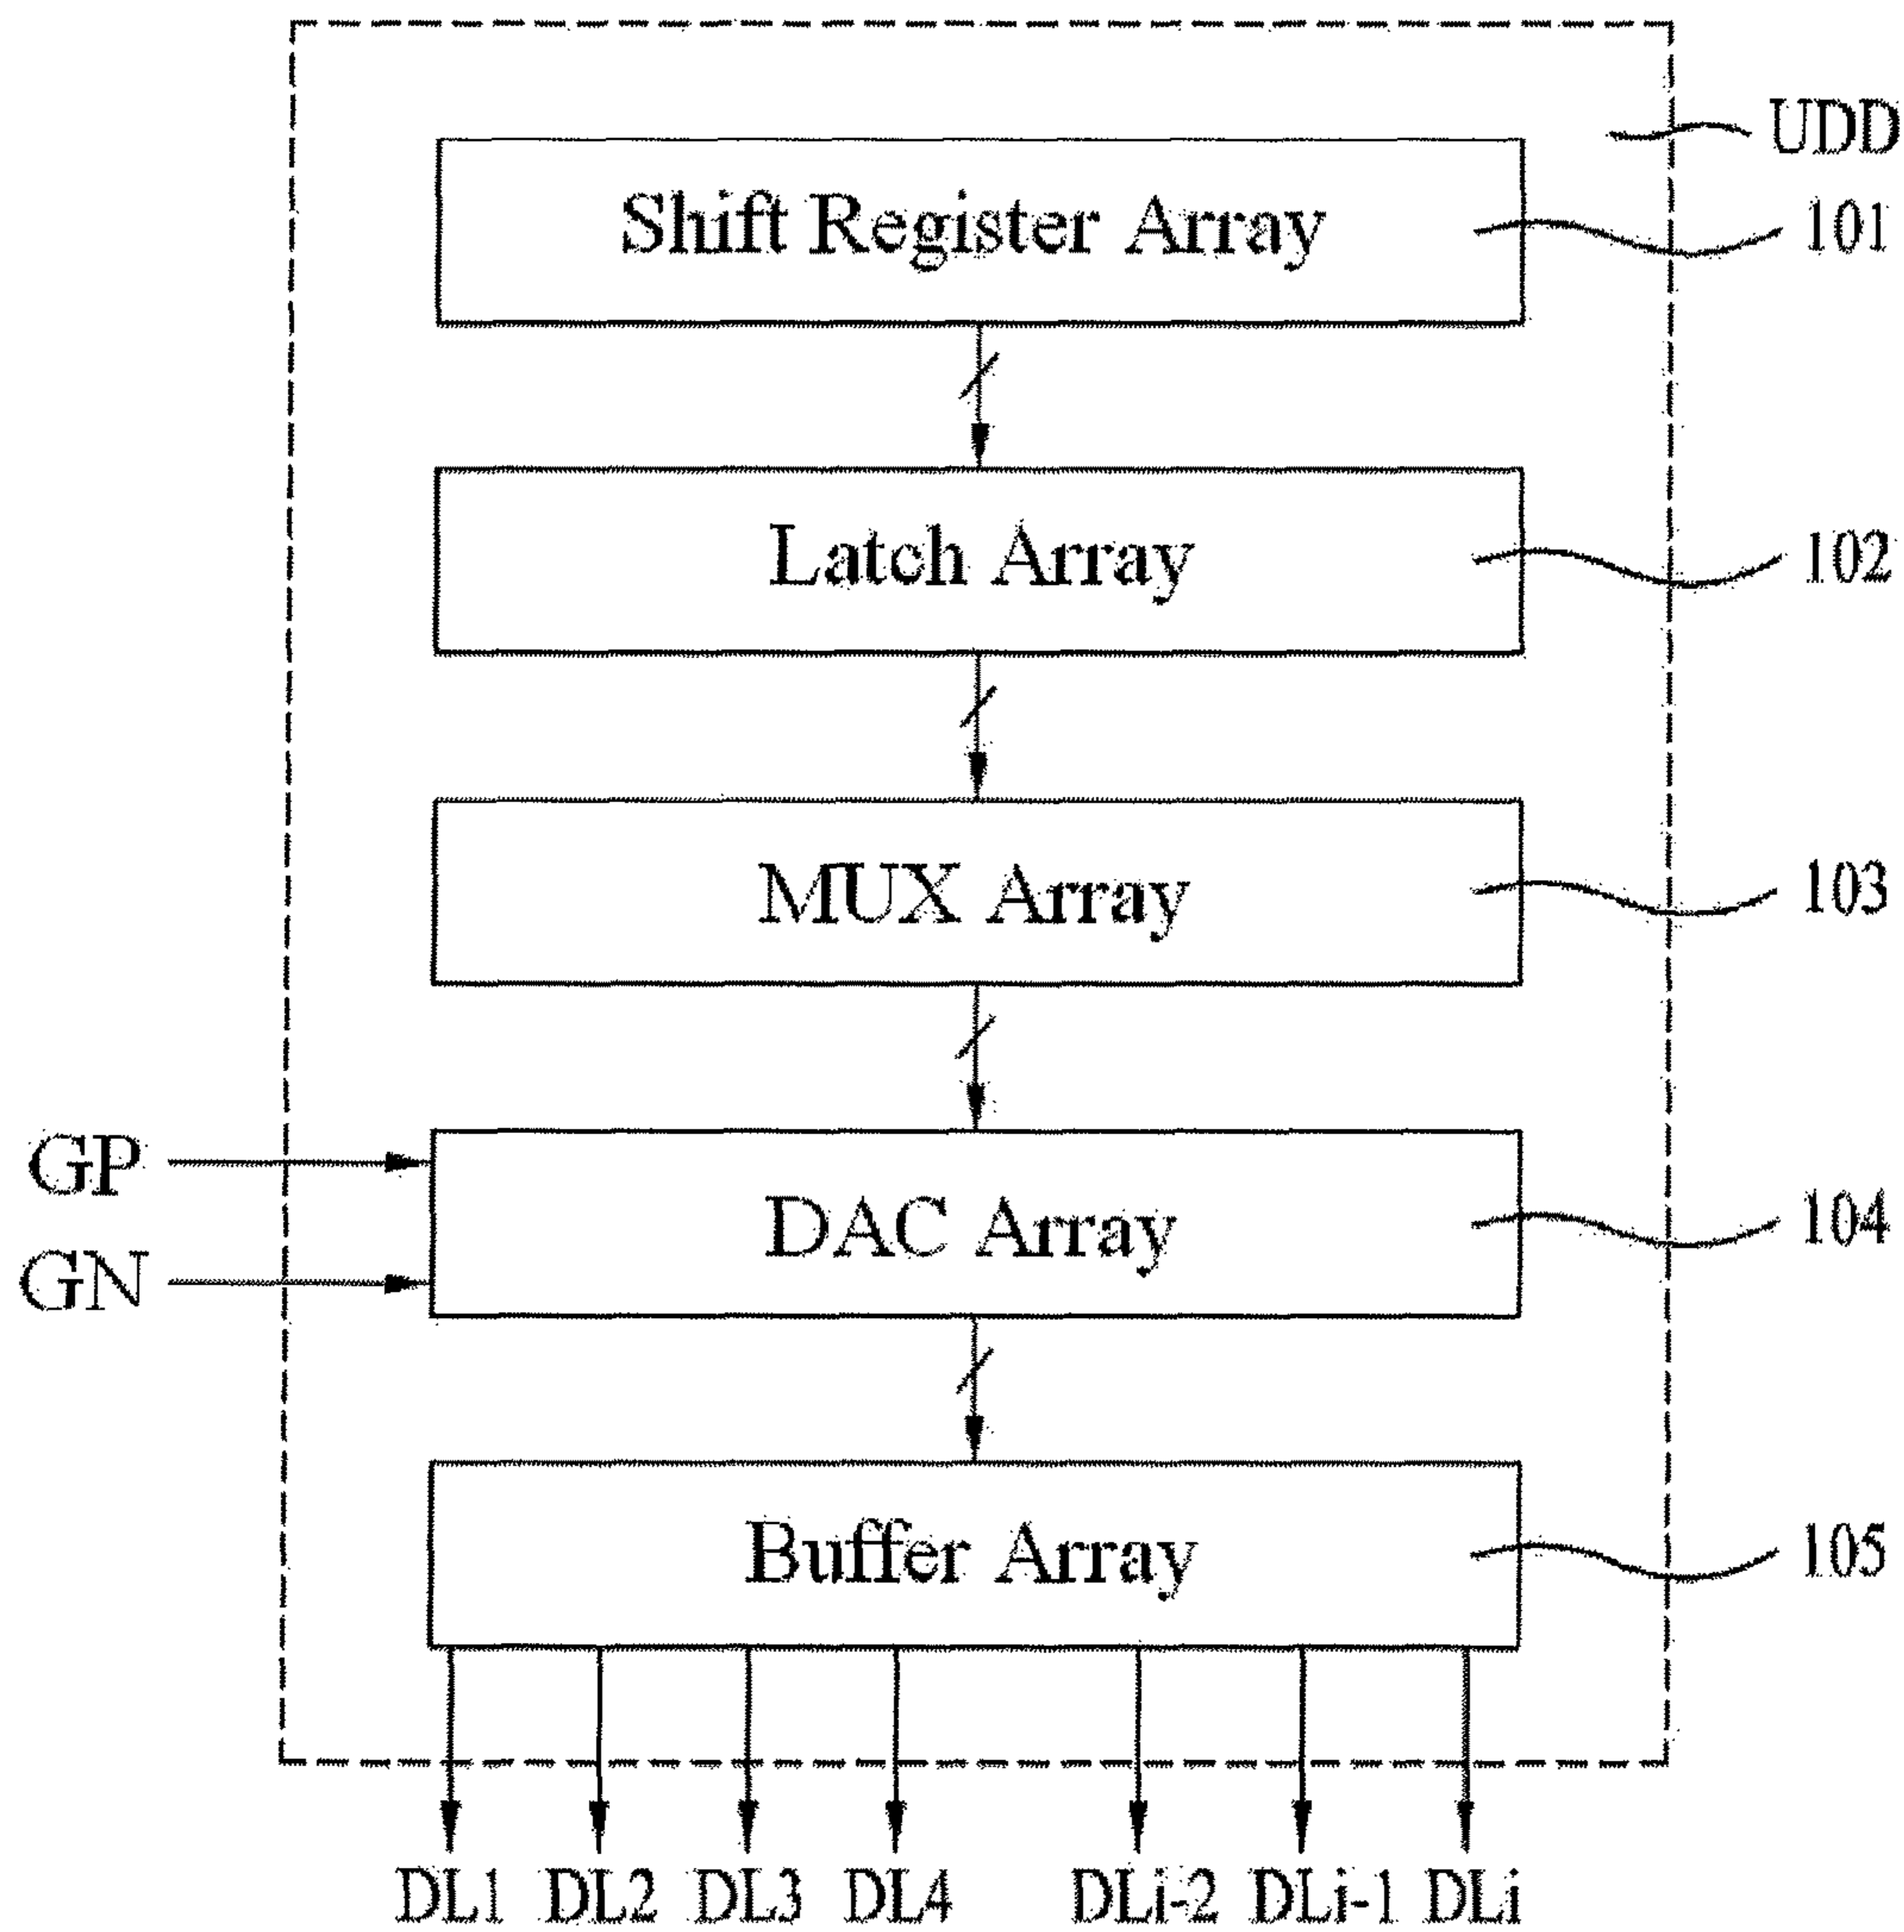 UDD
Shift Register Array
101
Latch Array
102
MUX Array
103
GP
GN
DAC Array
104
Buffer Array
105
DL1 DL2 DL3 DL4 DLi-2 DLi-1 DLi